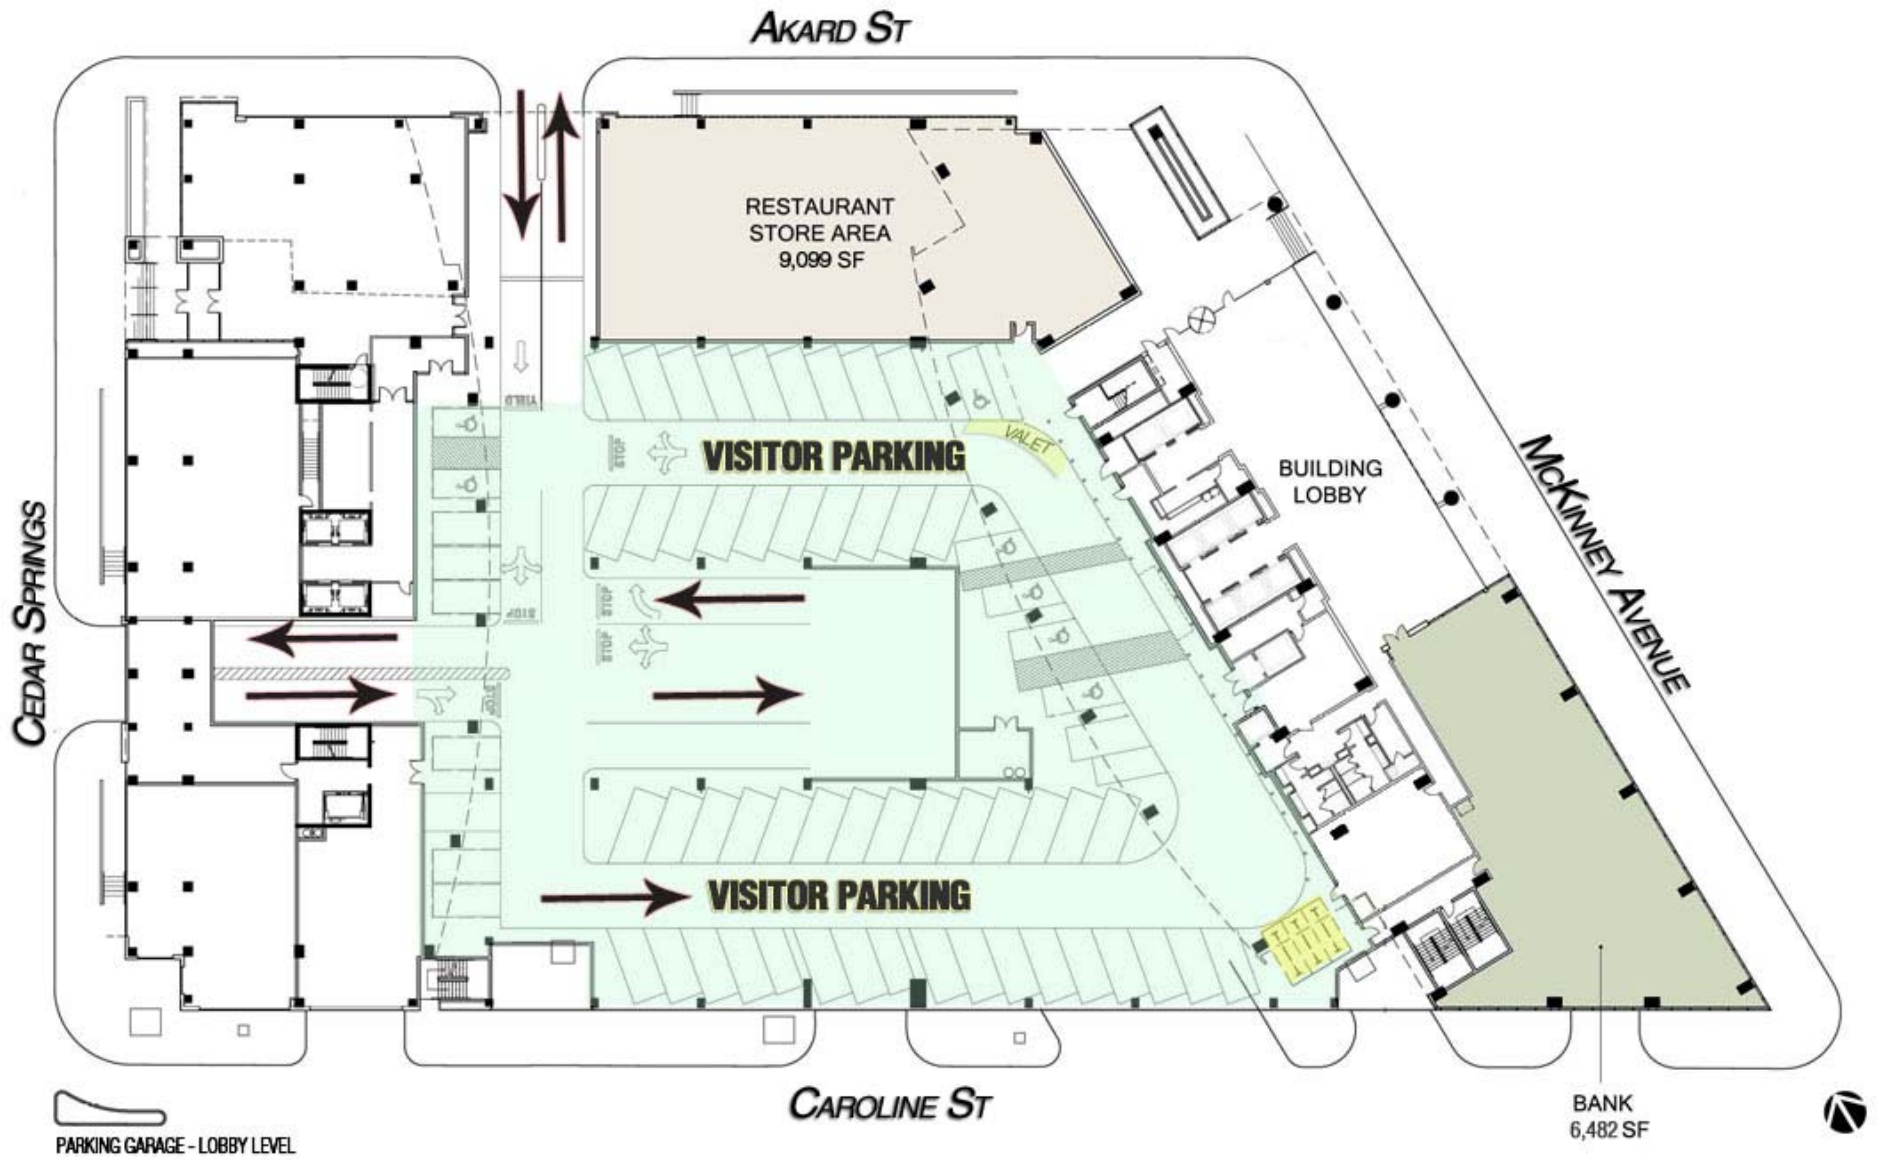 AKARD ST
RESTAURANT
STORE AREA
9,099 SF
YIELD
VALET
STOP
VISITOR PARKING
BUILDING
LOBBY
MCKINNEY AVENUE
CEDAR SPRINGS
STOP
STOP
STOP
STOP
VISITOR PARKING
CAROLINE ST
BANK
6,482 SF
PARKING GARAGE - LOBBY LEVEL